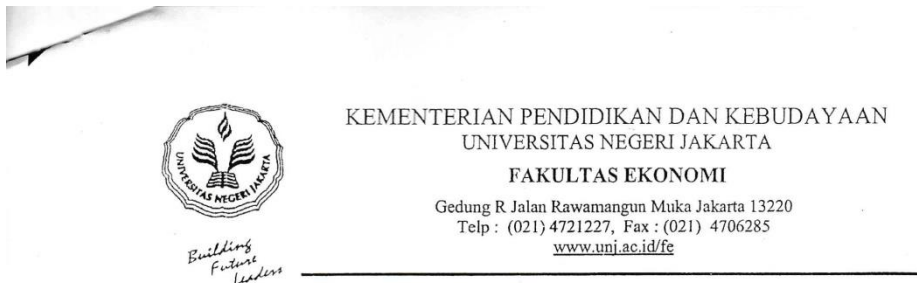 KEMENTERIAN PENDIDIKAN DAN KEBUDAYAAN
UNIVERSITAS NEGERI JAKARTA
FAKULTAS EKONOMI
Gedung R Jalan Rawamangun Muka Jakarta 13220
Telp : (021) 4721227, Fax : (021) 4706285
www.unj.ac.id/fe
UNIVERSITAS NEGERI JAKARTA
Building
Future
Leaders